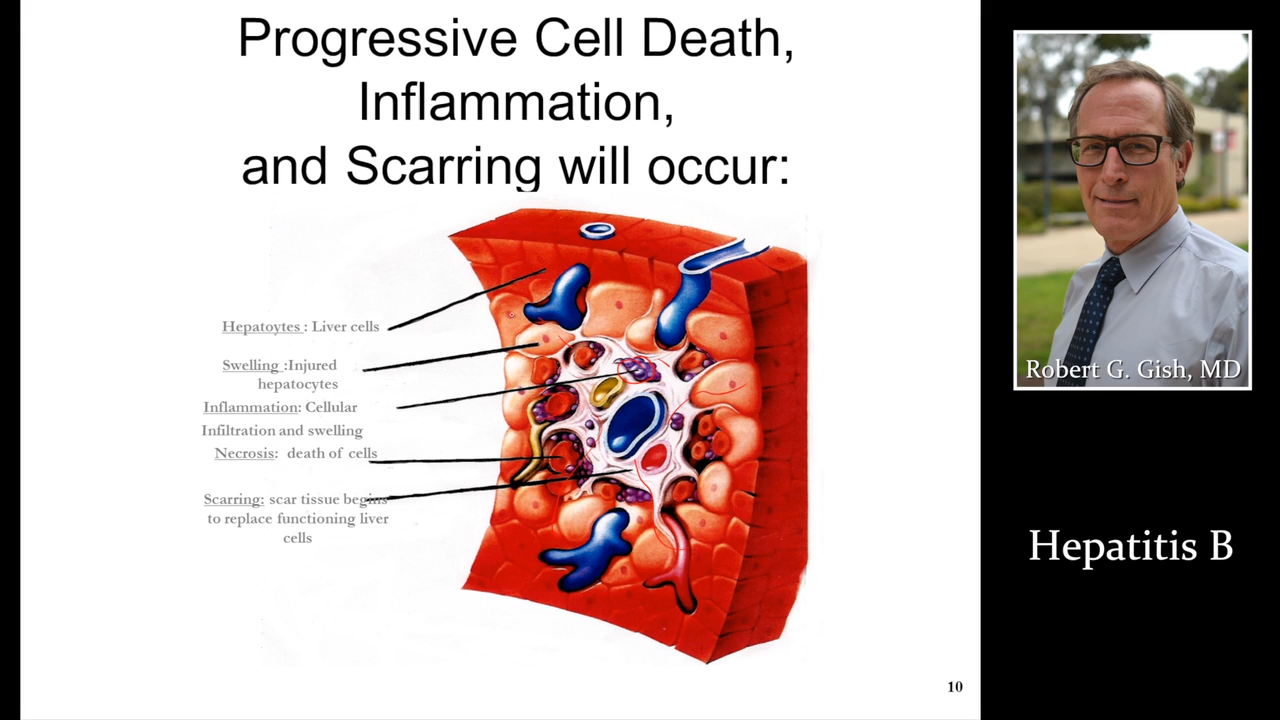 Progressive Cell Death,
Inflammation,
and Scarring will occur:
Hepatoytes : Liver cells
Swelling :Injured
hepatocytes
Inflammation: Cellular
Infiltration and swelling
Necrosis: death of cells
Scarring: scar tissue begins
to replace functioning liver
cells
10
Robert G. Gish, MD
Hepatitis B